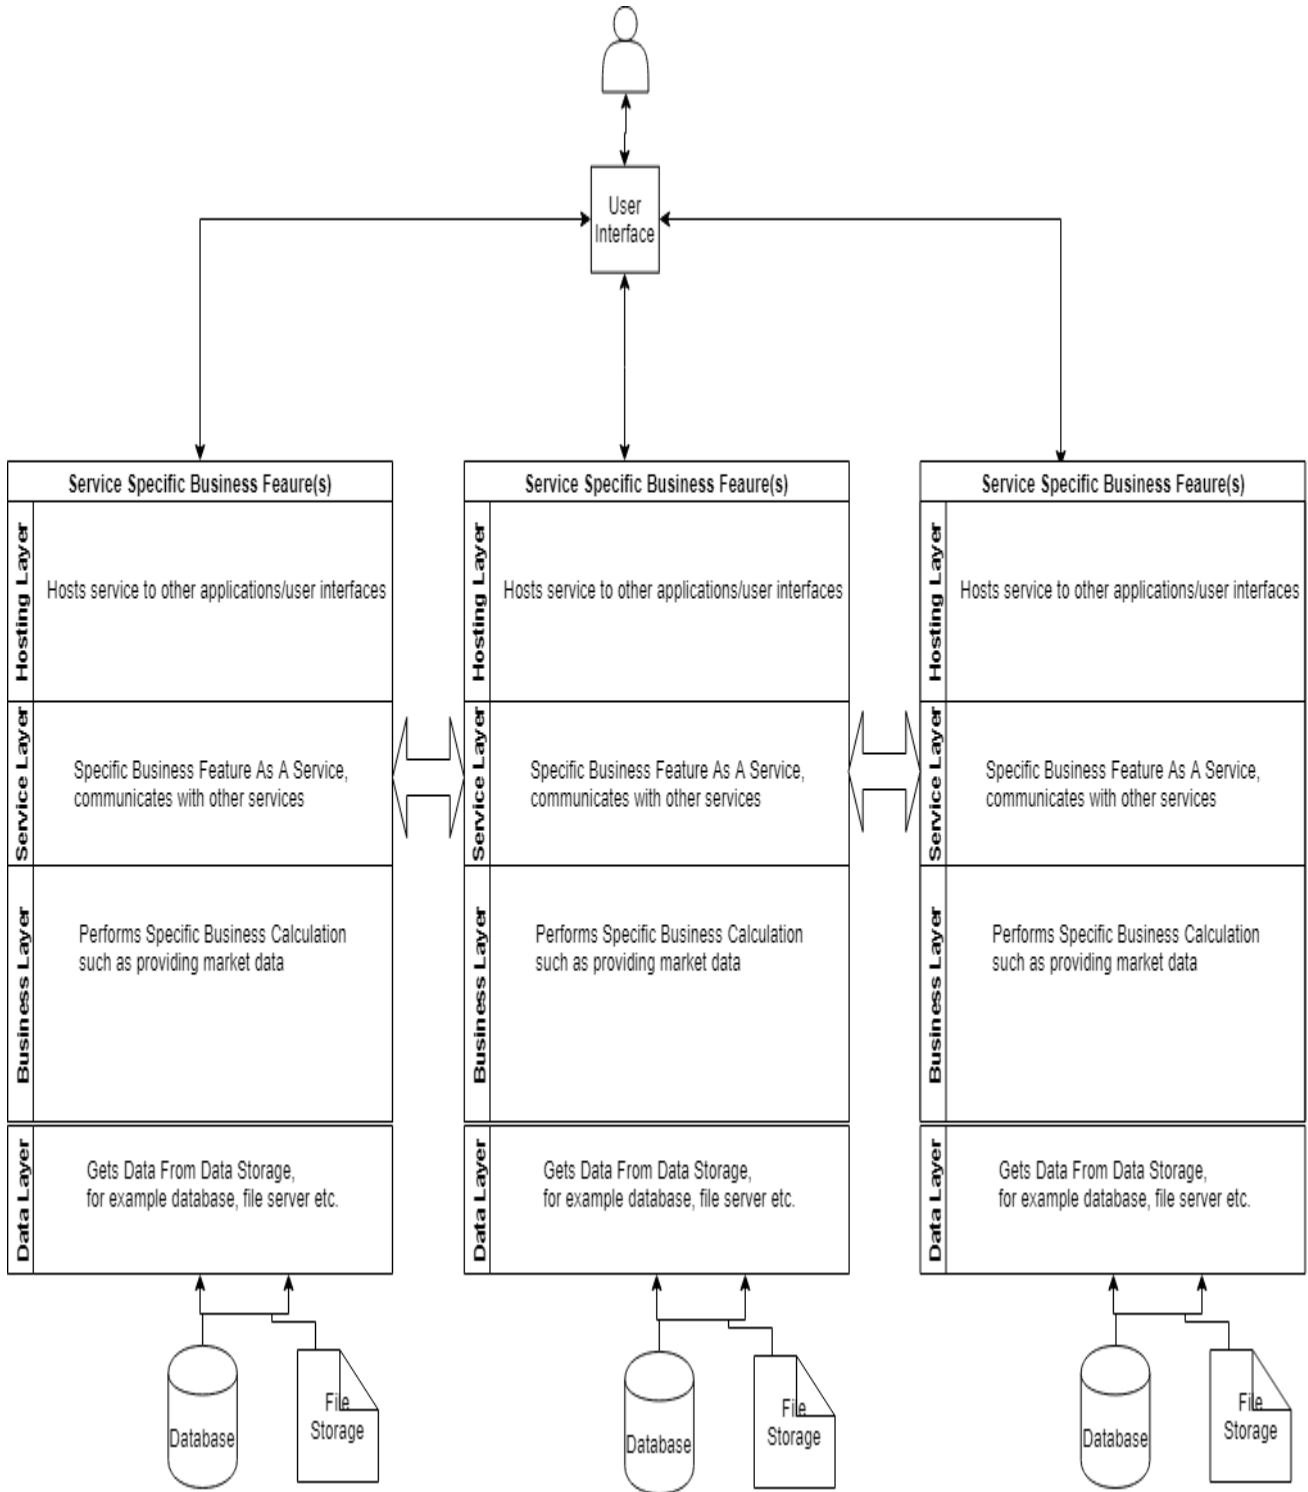 User
Interface
Service Specific Business Feaure(s)
Hosting Layer
Hosts service to other applications/user interfaces
Service Layer
Specific Business Feature As A Service,
communicates with other services
Business Layer
Performs Specific Business Calculation
such as providing market data
Data Layer
Gets Data From Data Storage,
for example database, file server etc.
Database
File
Storage
Service Specific Business Feaure(s)
Hosting Layer
Hosts service to other applications/user interfaces
Service Layer
Specific Business Feature As A Service,
communicates with other services
Business Layer
Performs Specific Business Calculation
such as providing market data
Data Layer
Gets Data From Data Storage,
for example database, file server etc.
Database
File
Storage
Service Specific Business Feaure(s)
Hosting Layer
Hosts service to other applications/user interfaces
Service Layer
Specific Business Feature As A Service,
communicates with other services
Business Layer
Performs Specific Business Calculation
such as providing market data
Data Layer
Gets Data From Data Storage,
for example database, file server etc.
Database
File
Storage